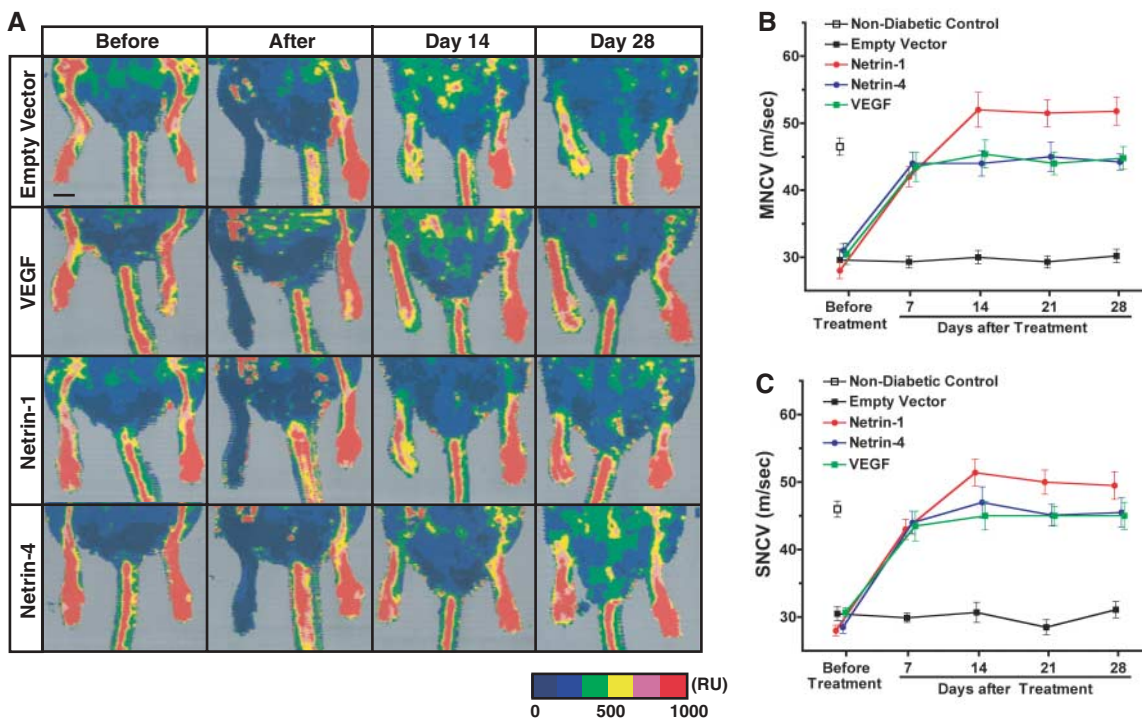 A
Before After Day 14 Day 28
Empty Vector
VEGF
Netrin-1
Netrin-4
(RU)
0 500 1000
B
Non-Diabetic Control
Empty Vector
Netrin-1
Netrin-4
VEGF
MNCV (m/sec)
60
50
40
30
Before Treatment
7 14 21 28
Days after Treatment
C
Non-Diabetic Control
Empty Vector
Netrin-1
Netrin-4
VEGF
SNCV (m/sec)
60
50
40
30
Before Treatment
7 14 21 28
Days after Treatment